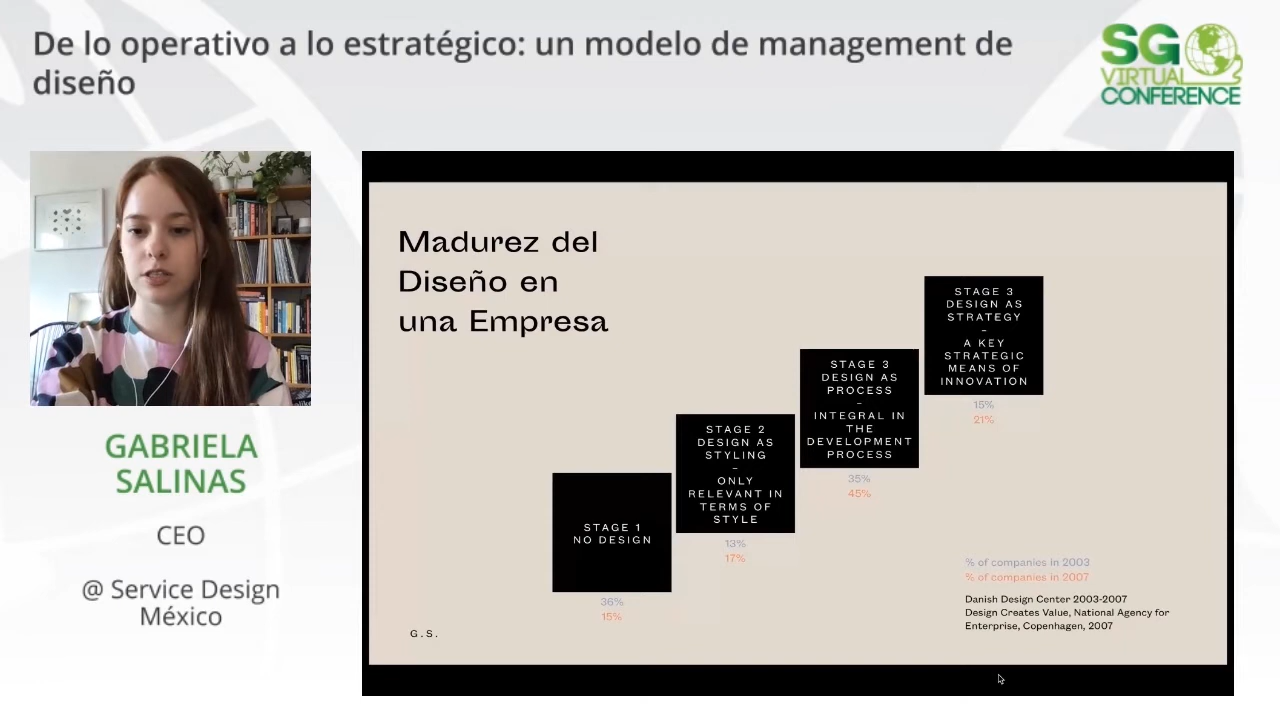 De lo operativo a lo estratégico: un modelo de management de
diseño
SG
VIRTUAL
CONFERENCE
GABRIELA
SALINAS
CEO
@ Service Design
México
Madurez del
Diseño en
una Empresa
STAGE 1
NO DESIGN
36%
15%
STAGE 2
DESIGN AS
STYLING
–
ONLY
RELEVANT IN
TERMS OF
STYLE
13%
17%
STAGE 3
DESIGN AS
PROCESS
–
INTEGRAL IN
THE
DEVELOPMENT
PROCESS
35%
45%
STAGE 3
DESIGN AS
STRATEGY
–
A KEY
STRATEGIC
MEANS OF
INNOVATION
15%
21%
% of companies in 2003
% of companies in 2007
Danish Design Center 2003-2007
Design Creates Value, National Agency for
Enterprise, Copenhagen, 2007
G.S.